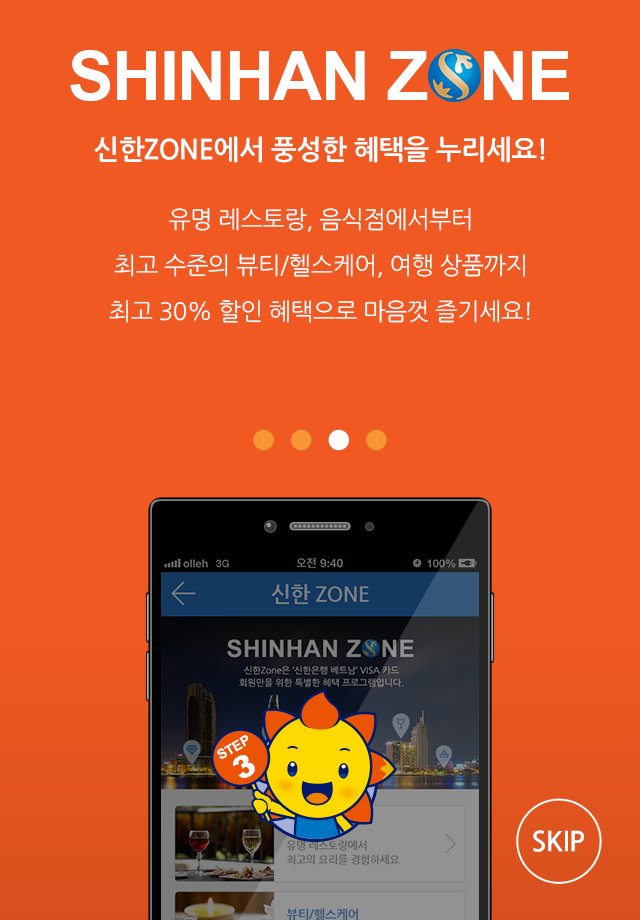 SHINHAN ZONE
신한ZONE에서 풍성한 혜택을 누리세요!
유명 레스토랑, 음식점에서부터
최고 수준의 뷰티/헬스케어, 여행 상품까지
최고 30% 할인 혜택으로 마음껏 즐기세요!
olleh 3G 오전 9:40 100%
신한 ZONE
SHINHAN ZONE
신한Zone은 '신한은행 베트남' VISA 카드
회원만을 위한 특별한 혜택 프로그램입니다.
STEP
3
유명 레스토랑에서
최고의 요리를 경험하세요
SKIP
뷰티/헬스케어